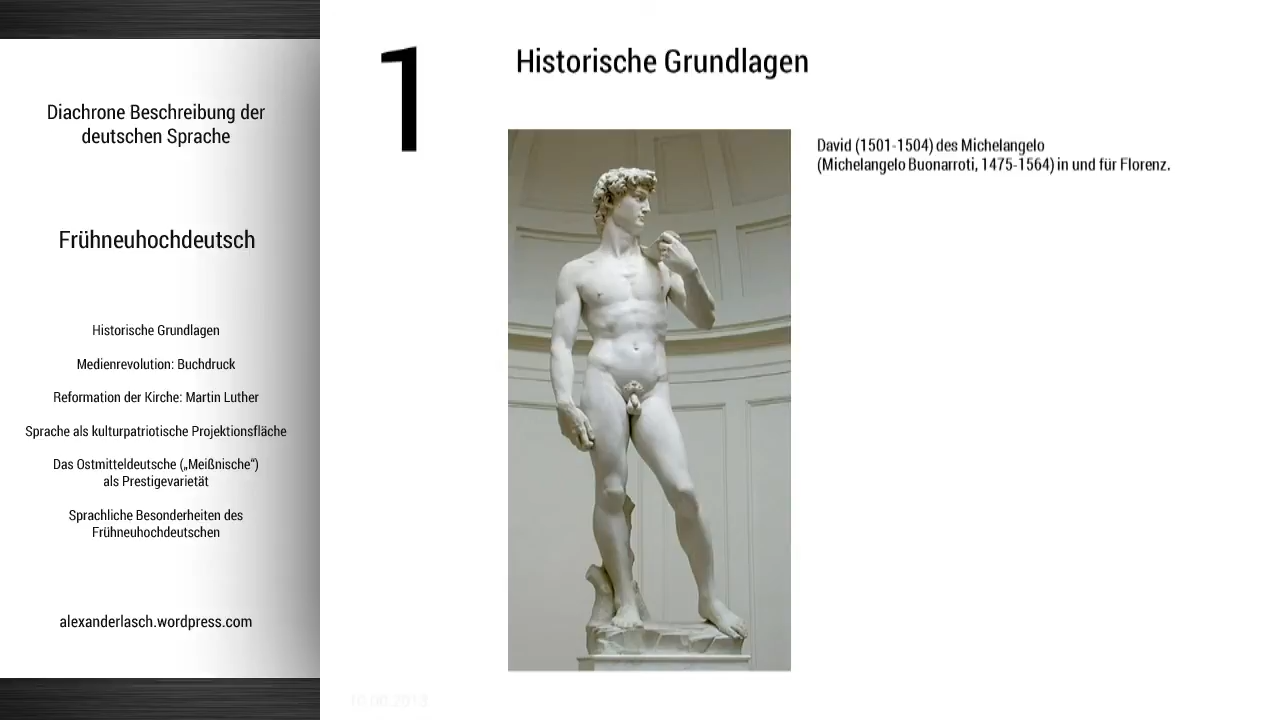 Diachrone Beschreibung der
deutschen Sprache
Frühneuhochdeutsch
Historische Grundlagen
Medienrevolution: Buchdruck
Reformation der Kirche: Martin Luther
Sprache als kulturpatriotische Projektionsfläche
Das Ostmitteldeutsche („Meißnische“)
als Prestigevarietät
Sprachliche Besonderheiten des
Frühneuhochdeutschen
alexanderlasch.wordpress.com
1
Historische Grundlagen
David (1501-1504) des Michelangelo
(Michelangelo Buonarroti, 1475-1564) in und für Florenz.